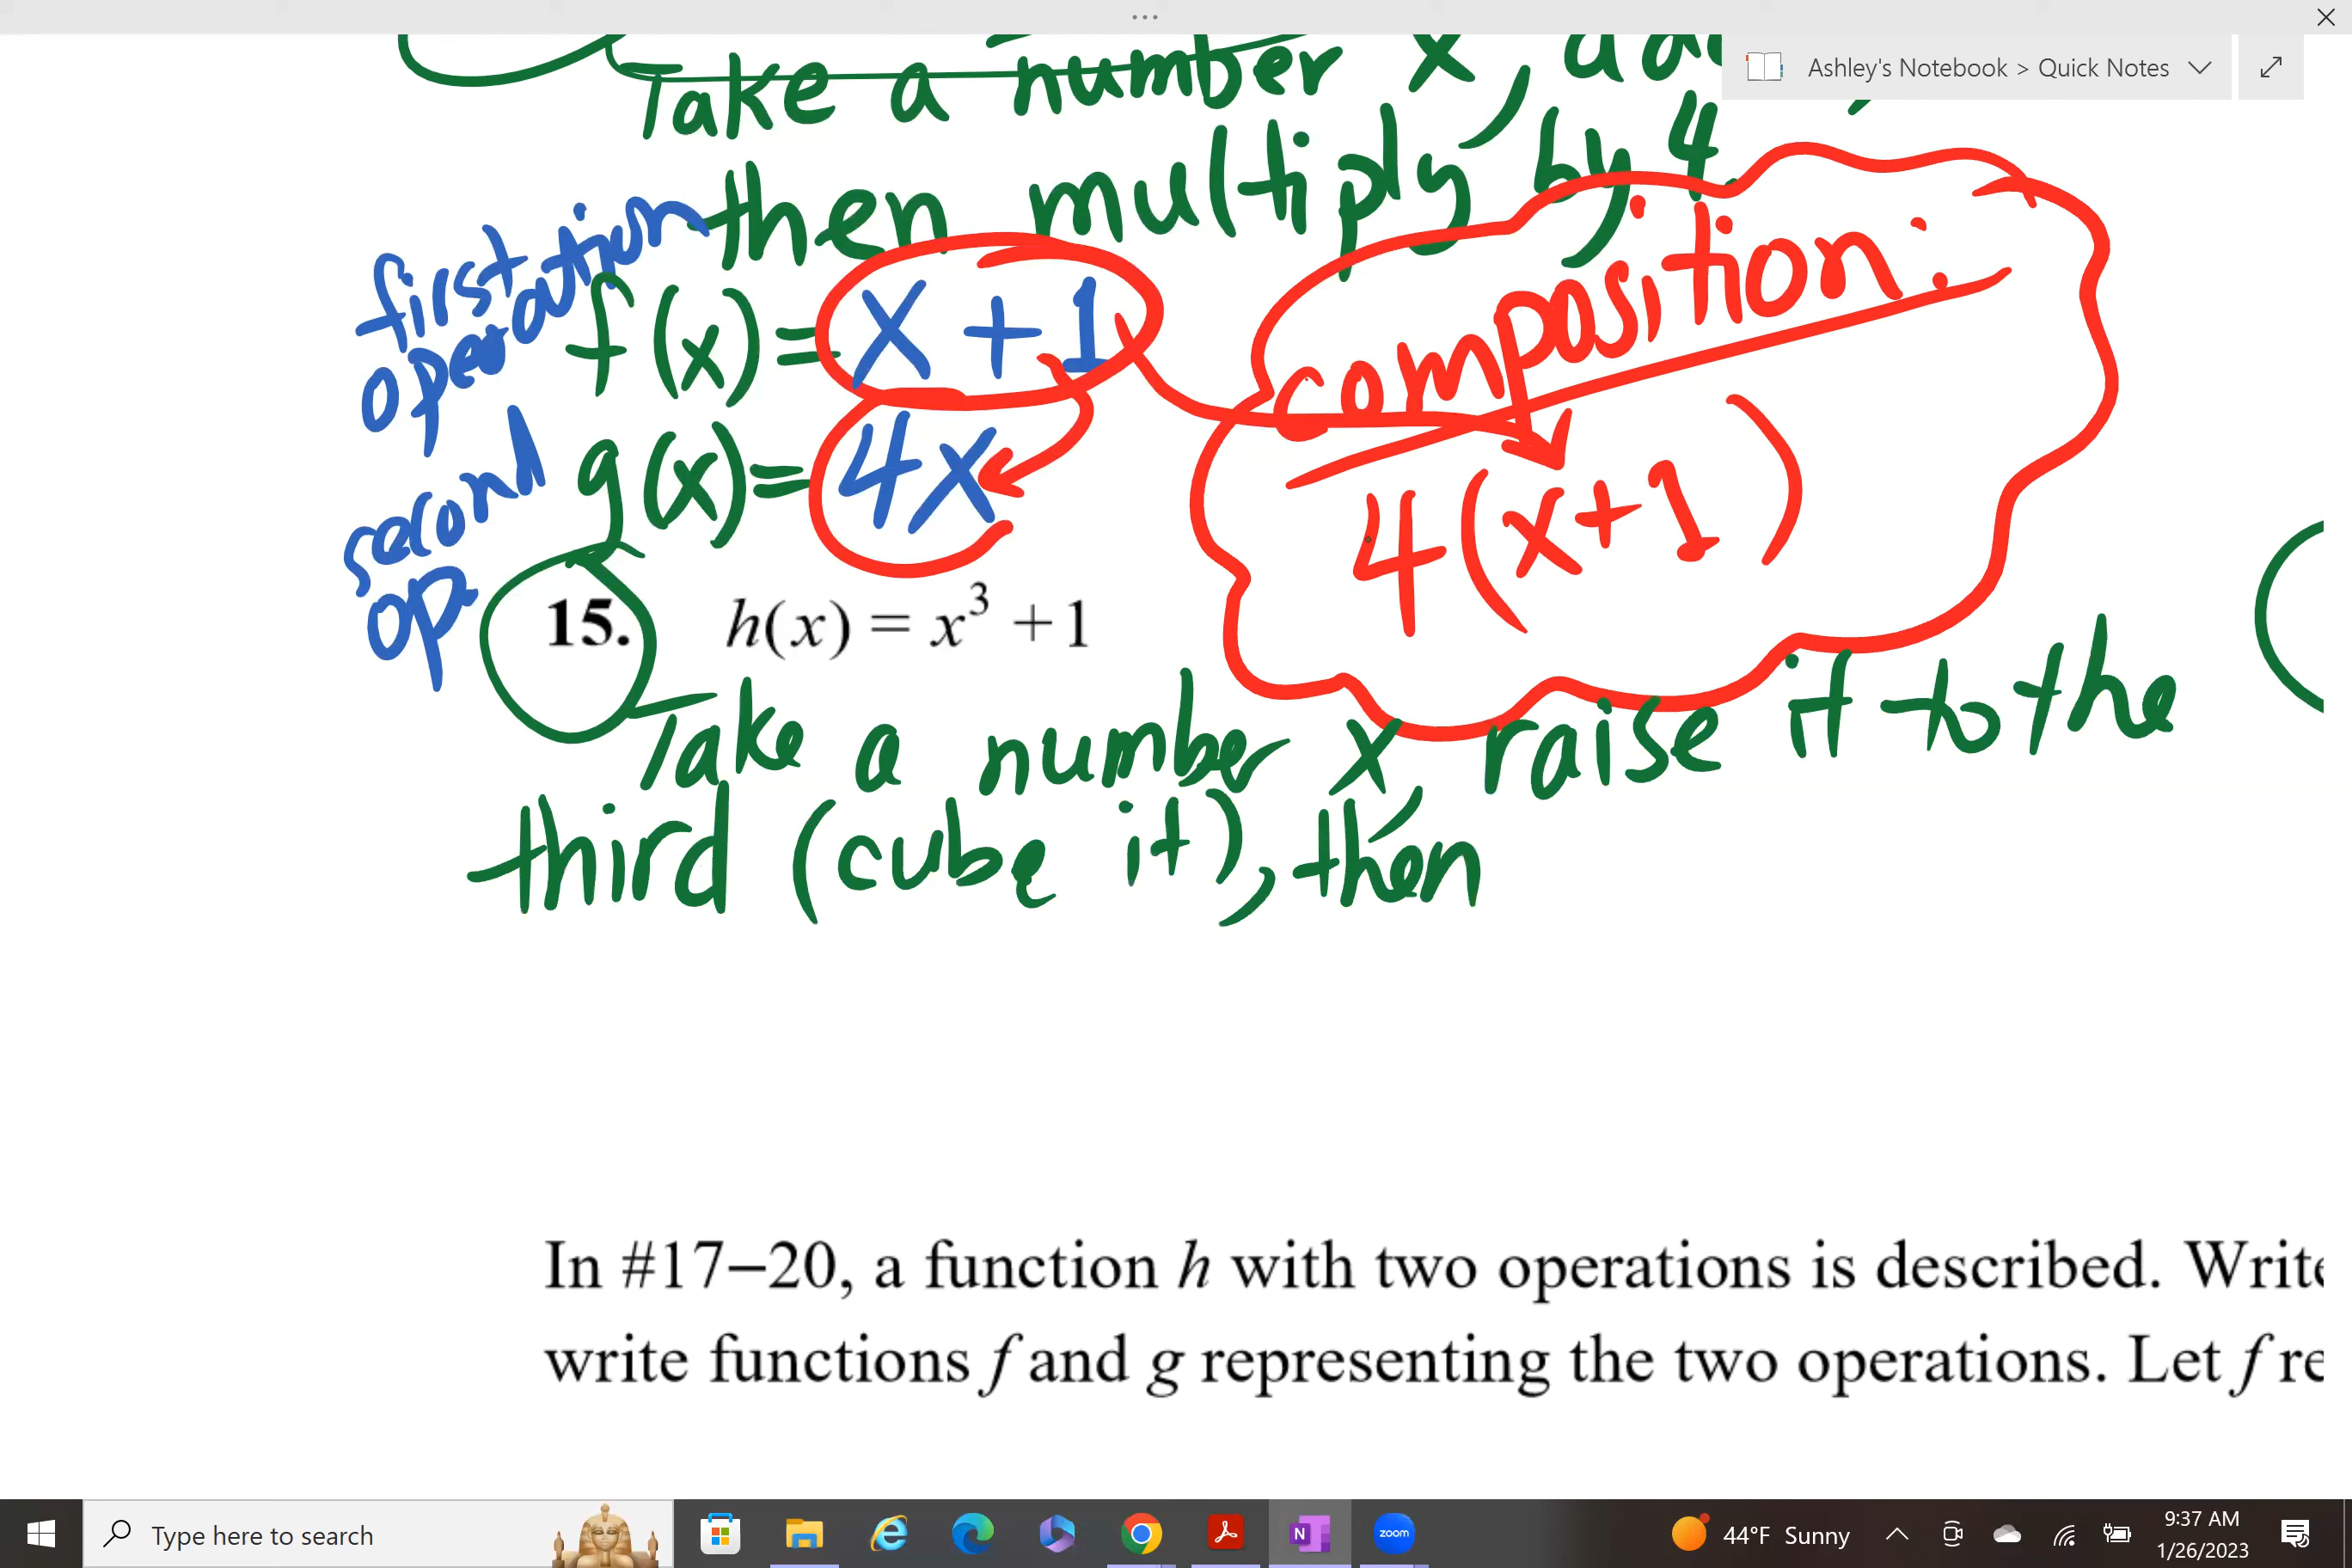 Ashley's Notebook > Quick Notes
Take a number x, add
then multiply by 4.
first operation
f(x) = x + 1
composition:
second op.
g(x) = 4x
4(x+1)
15. h(x) = x³ + 1
Take a number x raise it to the
third (cube it), then
In #17–20, a function h with two operations is described. Write
write functions f and g representing the two operations. Let f re
Type here to search
zoom
44°F Sunny
9:37 AM
1/26/2023